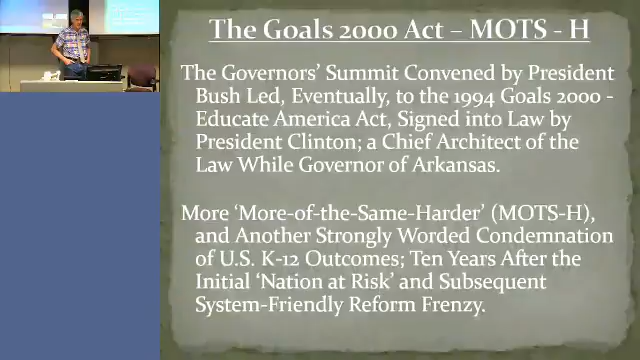 The Goals 2000 Act – MOTS - H
The Governors' Summit Convened by President
Bush Led, Eventually, to the 1994 Goals 2000 -
Educate America Act, Signed into Law by
President Clinton; a Chief Architect of the
Law While Governor of Arkansas.
More 'More-of-the-Same-Harder' (MOTS-H),
and Another Strongly Worded Condemnation
of U.S. K-12 Outcomes; Ten Years After the
Initial 'Nation at Risk' and Subsequent
System-Friendly Reform Frenzy.